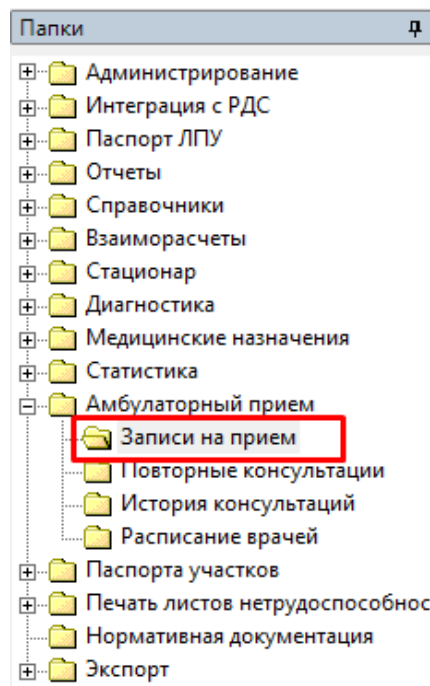 Папки
Администрирование
Интеграция с РДС
Паспорт ЛПУ
Отчеты
Справочники
Взаиморасчеты
Стационар
Диагностика
Медицинские назначения
Статистика
Амбулаторный прием
Записи на прием
Повторные консультации
История консультаций
Расписание врачей
Паспорта участков
Печать листов нетрудоспособнос
Нормативная документация
Экспорт